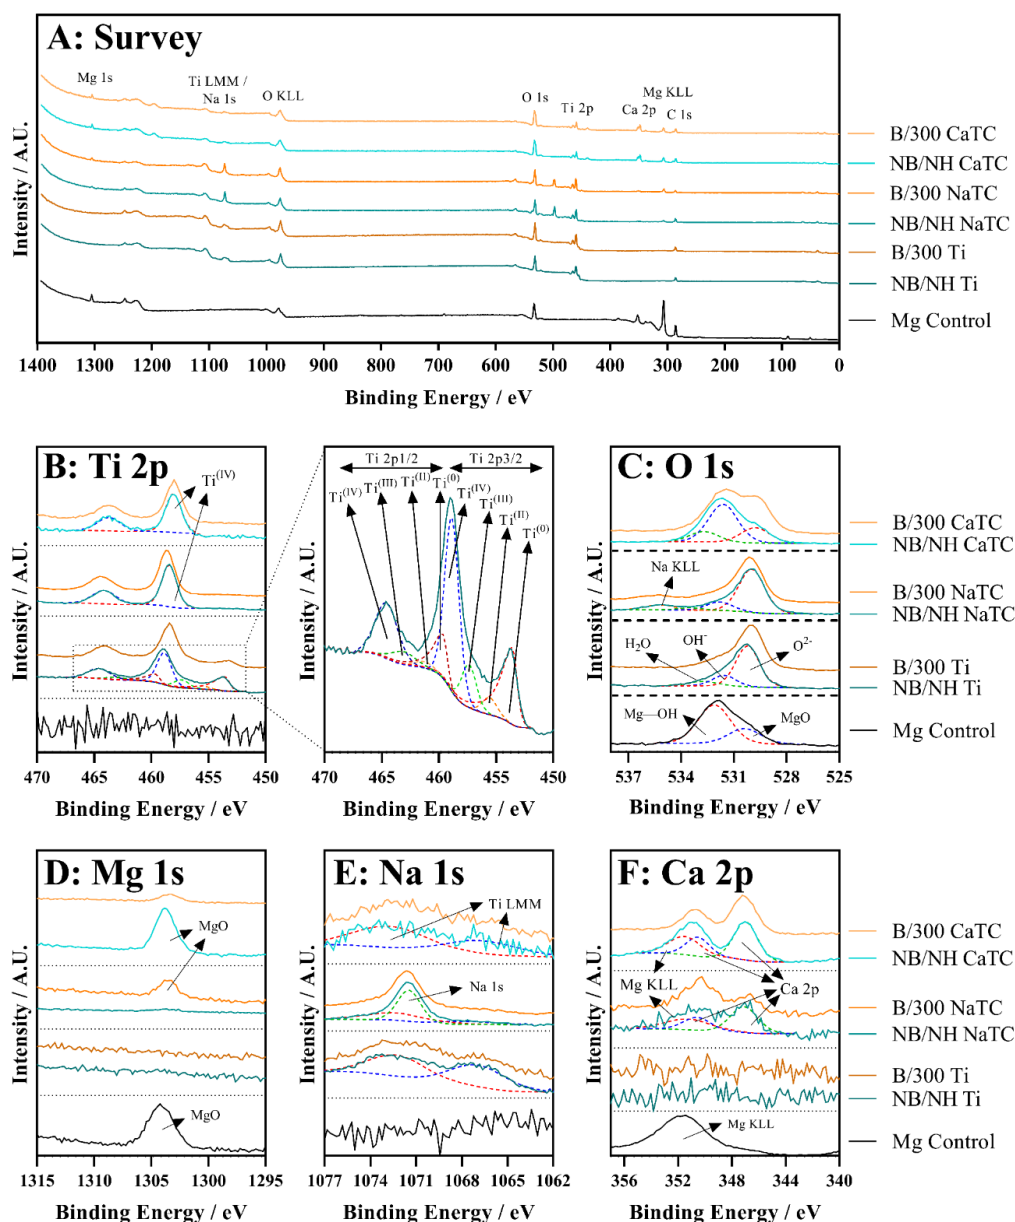 A: Survey
Mg 1s
Ti LMM /
Na 1s
O KLL
O 1s
Ti 2p
Ca 2p
Mg KLL
C 1s
Intensity / A.U.
1400 1300 1200 1100 1000 900 800 700 600 500 400 300 200 100 0
Binding Energy / eV
B/300 CaTC
NB/NH CaTC
B/300 NaTC
NB/NH NaTC
B/300 Ti
NB/NH Ti
Mg Control
B: Ti 2p
Ti(IV)
Intensity / A.U.
470 465 460 455 450
Binding Energy / eV
Ti 2p1/2 Ti 2p3/2
Ti(IV) Ti(III) Ti(II) Ti(0) Ti(IV) Ti(III) Ti(II) Ti(0)
Intensity / A.U.
470 465 460 455 450
Binding Energy / eV
C: O 1s
Na KLL
H2O
OH-
O2-
Mg—OH
MgO
Intensity / A.U.
537 534 531 528 525
Binding Energy / eV
B/300 CaTC
NB/NH CaTC
B/300 NaTC
NB/NH NaTC
B/300 Ti
NB/NH Ti
Mg Control
D: Mg 1s
MgO
MgO
Intensity / A.U.
1315 1310 1305 1300 1295
Binding Energy / eV
E: Na 1s
Ti LMM
Na 1s
Intensity / A.U.
1077 1074 1071 1068 1065 1062
Binding Energy / eV
F: Ca 2p
Mg KLL
Mg KLL
Ca 2p
Mg KLL
Intensity / A.U.
356 352 348 344 340
Binding Energy / eV
B/300 CaTC
NB/NH CaTC
B/300 NaTC
NB/NH NaTC
B/300 Ti
NB/NH Ti
Mg Control